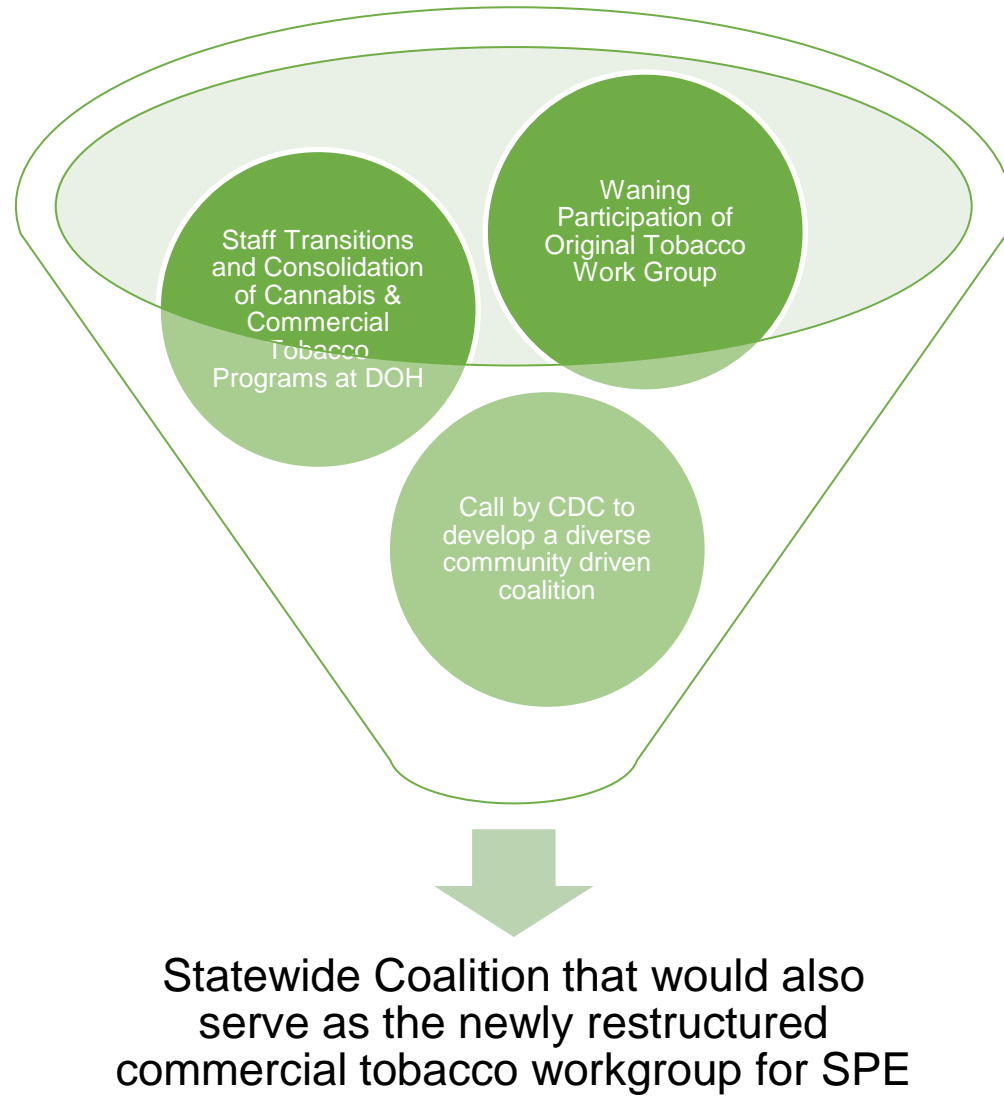 Waning
Participation of
Original Tobacco
Work Group
Staff Transitions
and Consolidation
of Cannabis &
Commercial
Tobacco
Programs at DOH
Call by CDC to
develop a diverse
community driven
coalition
Statewide Coalition that would also
serve as the newly restructured
commercial tobacco workgroup for SPE